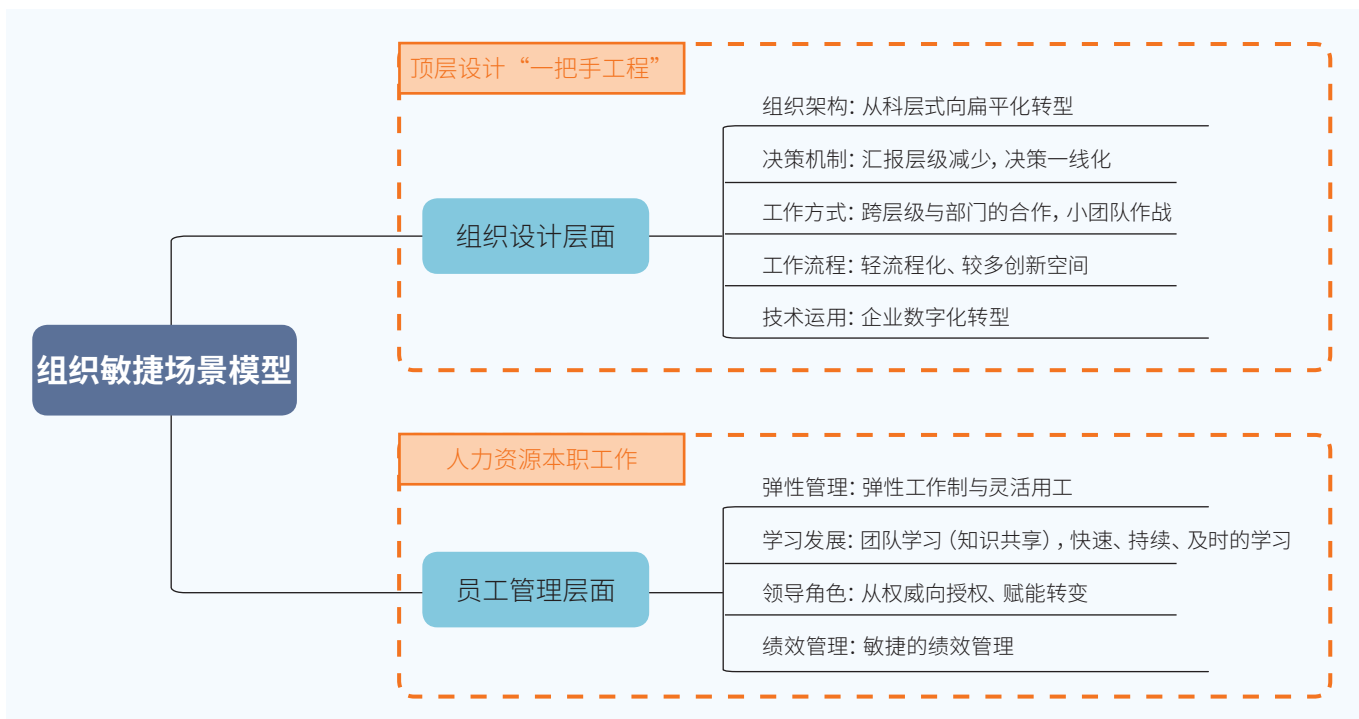 顶层设计“一把手工程”
组织架构：从科层式向扁平化转型
决策机制：汇报层级减少，决策一线化
工作方式：跨层级与部门的合作，小团队作战
组织设计层面
工作流程：轻流程化、较多创新空间
技术运用：企业数字化转型
组织敏捷场景模型
人力资源本职工作
弹性管理：弹性工作制与灵活用工
学习发展：团队学习（知识共享），快速、持续、及时的学习
员工管理层面
领导角色：从权威向授权、赋能转变
绩效管理：敏捷的绩效管理